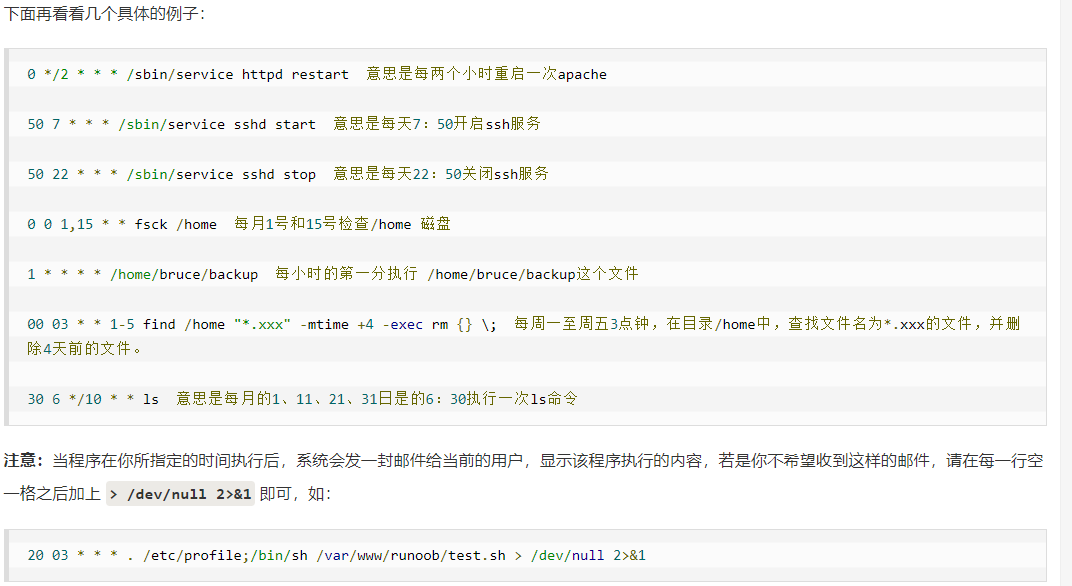 下面再看看几个具体的例子：
0 */2 * * * /sbin/service httpd restart  意思是每两个小时重启一次apache
50 7 * * * /sbin/service sshd start  意思是每天7：50开启ssh服务
50 22 * * * /sbin/service sshd stop  意思是每天22：50关闭ssh服务
0 0 1,15 * * fsck /home  每月1号和15号检查/home 磁盘
1 * * * * /home/bruce/backup  每小时的第一分执行 /home/bruce/backup这个文件
00 03 * * 1-5 find /home "*.xxx" -mtime +4 -exec rm {} \;  每周一至周五3点钟，在目录/home中，查找文件名为*.xxx的文件，并删
除4天前的文件。
30 6 */10 * * ls  意思是每月的1、11、21、31日是的6：30执行一次ls命令
注意：当程序在你所指定的时间执行后，系统会发一封邮件给当前的用户，显示该程序执行的内容，若是你不希望收到这样的邮件，请在每一行空
一格之后加上 > /dev/null 2>&1 即可，如：
20 03 * * * . /etc/profile;/bin/sh /var/www/runoob/test.sh > /dev/null 2>&1